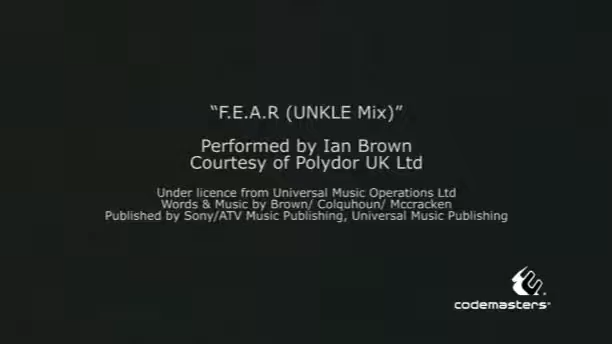 “F.E.A.R (UNKLE Mix)”
Performed by Ian Brown
Courtesy of Polydor UK Ltd
Under licence from Universal Music Operations Ltd
Words & Music by Brown/ Colquhoun/ Mccracken
Published by Sony/ATV Music Publishing, Universal Music Publishing
codemasters